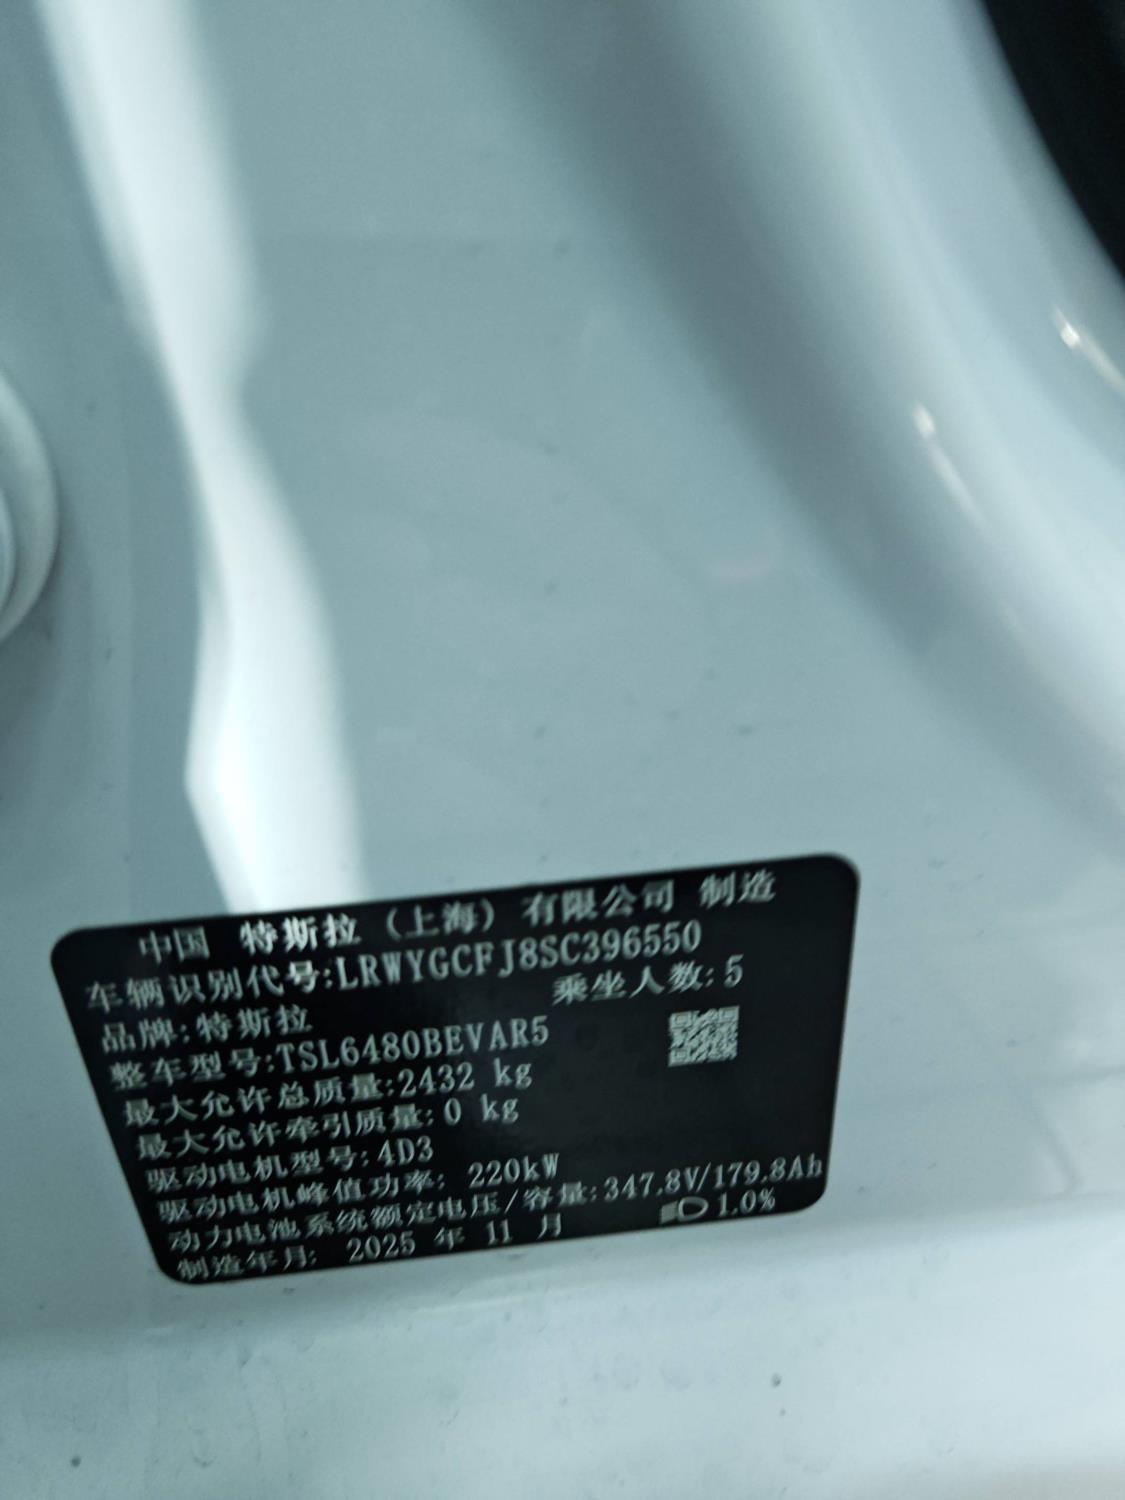 中国 特斯拉（上海）有限公司 制造
车辆识别代号:LRWYGCFJ8SC396550
品牌:特斯拉 乘坐人数:5
整车型号:TSL6480BEVAR5
最大允许总质量:2432 kg
最大允许牵引质量:0 kg
驱动电机型号:4D3
驱动电机峰值功率: 220kW
动力电池系统额定电压/容量:347.8V/179.8Ah
制造年月: 2025 年 11 月 1.0%